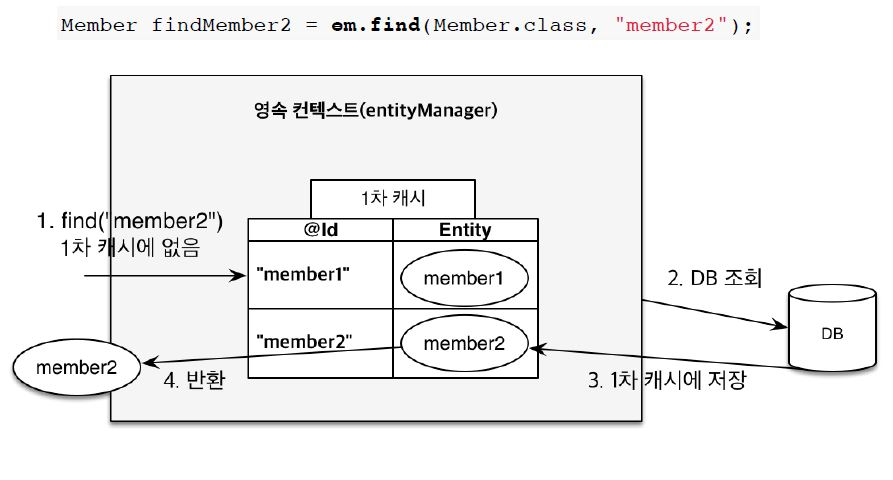 Member findMember2 = em.find(Member.class, "member2");
영속 컨텍스트(entityManager)
1차 캐시
1. find("member2")
1차 캐시에 없음
@Id
Entity
"member1"
member1
2. DB 조회
DB
"member2"
member2
member2
4. 반환
3. 1차 캐시에 저장